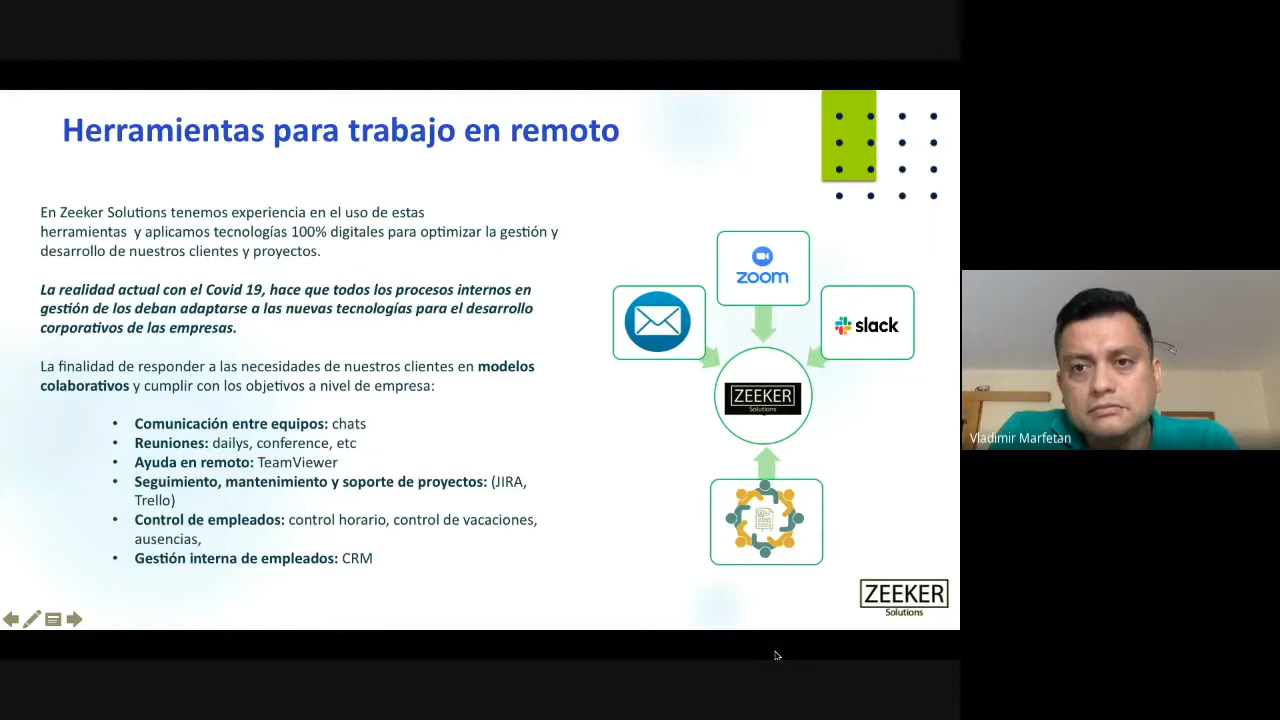 Herramientas para trabajo en remoto
En Zeeker Solutions tenemos experiencia en el uso de estas
herramientas y aplicamos tecnologías 100% digitales para optimizar la gestión y
desarrollo de nuestros clientes y proyectos.
La realidad actual con el Covid 19, hace que todos los procesos internos en
gestión de los deban adaptarse a las nuevas tecnologías para el desarrollo
corporativos de las empresas.
La finalidad de responder a las necesidades de nuestros clientes en modelos
colaborativos y cumplir con los objetivos a nivel de empresa:
• Comunicación entre equipos: chats
• Reuniones: dailys, conference, etc
• Ayuda en remoto: TeamViewer
• Seguimiento, mantenimiento y soporte de proyectos: (JIRA,
Trello)
• Control de empleados: control horario, control de vacaciones,
ausencias,
• Gestión interna de empleados: CRM
zoom
slack
ZEEKER
Solutions
ZEEKER
Solutions
Vladimir Marfetan